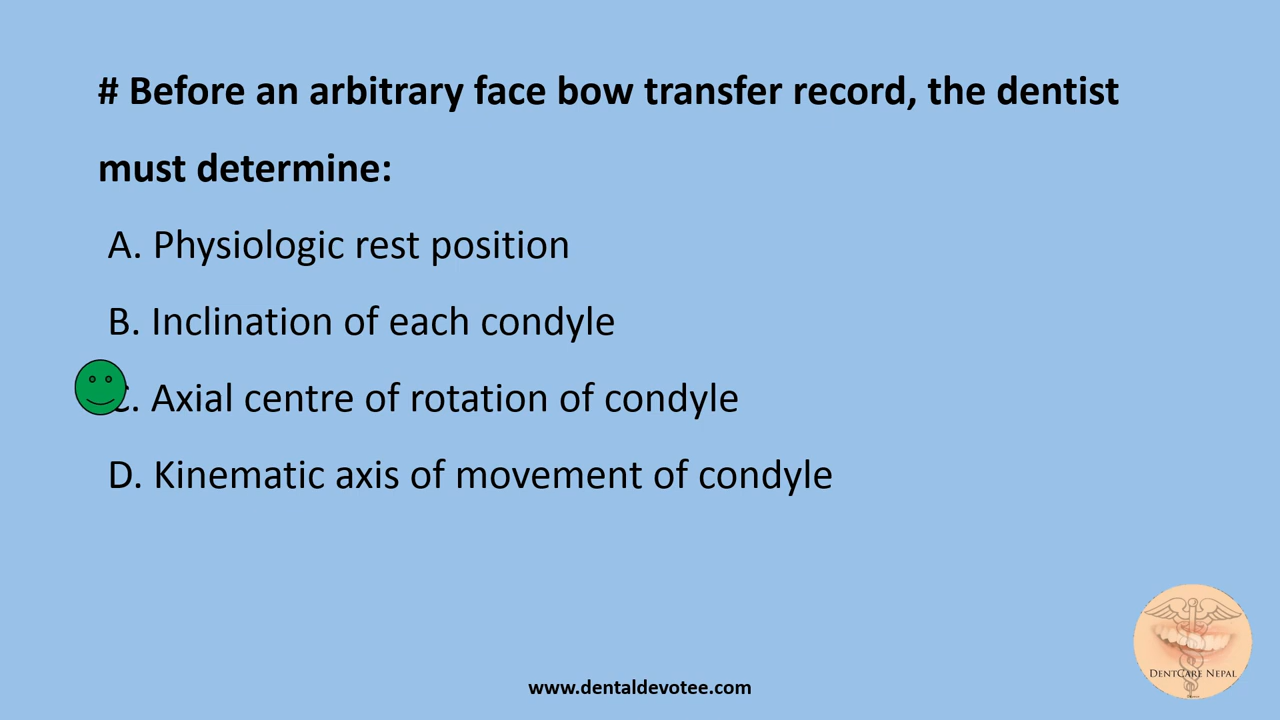 # Before an arbitrary face bow transfer record, the dentist
must determine:
A. Physiologic rest position
B. Inclination of each condyle
C. Axial centre of rotation of condyle
D. Kinematic axis of movement of condyle
DENTCARE NEPAL
www.dentaldevotee.com